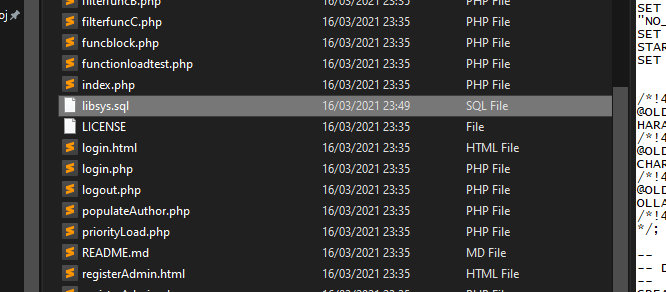 filterfuncB.php 16/03/2021 23:35 PHP File
filterfuncC.php 16/03/2021 23:35 PHP File
funcblock.php 16/03/2021 23:35 PHP File
functionloadtest.php 16/03/2021 23:35 PHP File
index.php 16/03/2021 23:35 PHP File
libsys.sql 16/03/2021 23:49 SQL File
LICENSE 16/03/2021 23:35 File
login.html 16/03/2021 23:35 HTML File
login.php 16/03/2021 23:35 PHP File
logout.php 16/03/2021 23:35 PHP File
populateAuthor.php 16/03/2021 23:35 PHP File
priorityLoad.php 16/03/2021 23:35 PHP File
README.md 16/03/2021 23:35 MD File
registerAdmin.html 16/03/2021 23:35 HTML File
16/03/2021 23:35 PHP File
oj
SET
"NO_
SET
STAR
SET
/*!4
@OLD
HARA
/*!4
@OLD
CHAR
/*!4
@OLD
OLLA
/*!4
*/;
--
-- D
--